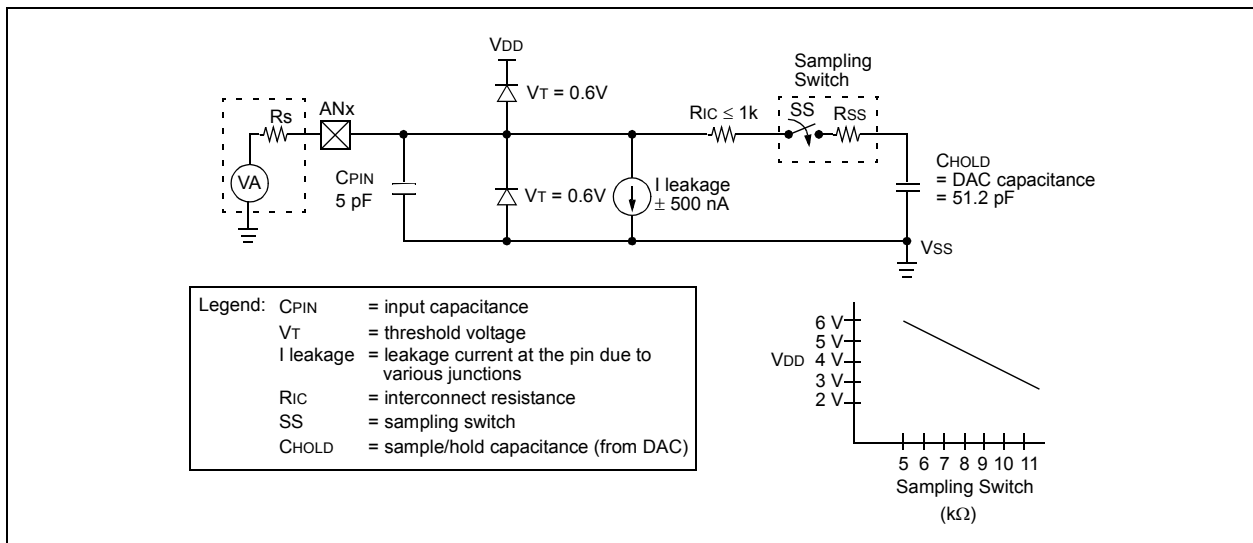 VDD
VT = 0.6V
Sampling
Switch
Rs
ANx
RIC ≤ 1k
SS
RSS
VA
CPIN
5 pF
VT = 0.6V
I leakage
± 500 nA
CHOLD
= DAC capacitance
= 51.2 pF
VSS
Legend: CPIN = input capacitance
VT = threshold voltage
I leakage = leakage current at the pin due to
various junctions
RIC = interconnect resistance
SS = sampling switch
CHOLD = sample/hold capacitance (from DAC)
6 V
5 V
VDD 4 V
3 V
2 V
5 6 7 8 9 10 11
Sampling Switch
(kΩ)